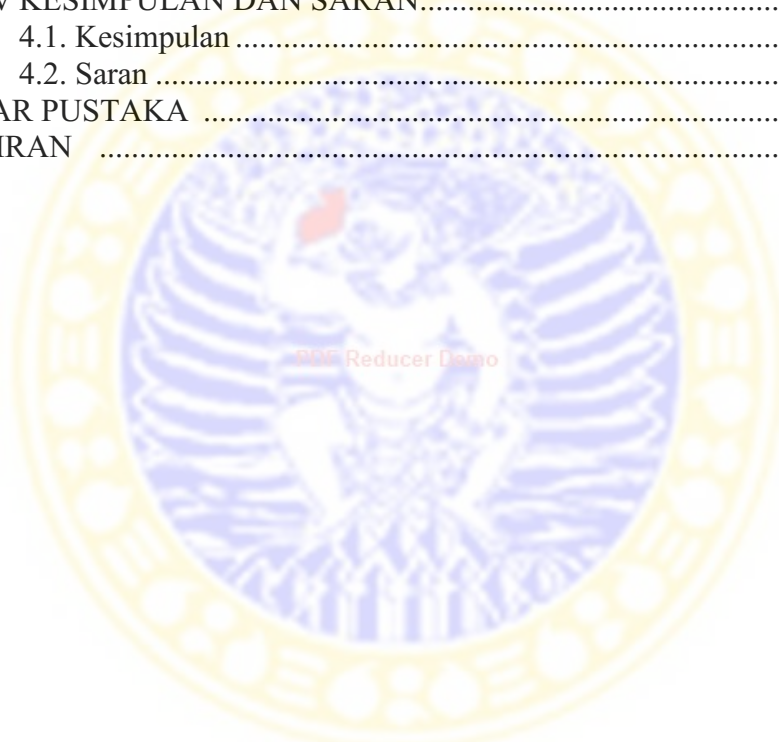 V KESIMPULAN DAN SARAN..........................................................
4.1. Kesimpulan ......................................................................................
4.2. Saran ................................................................................................
AR PUSTAKA ..........................................................................................
IRAN ........................................................................................................
PDF Reducer Demo